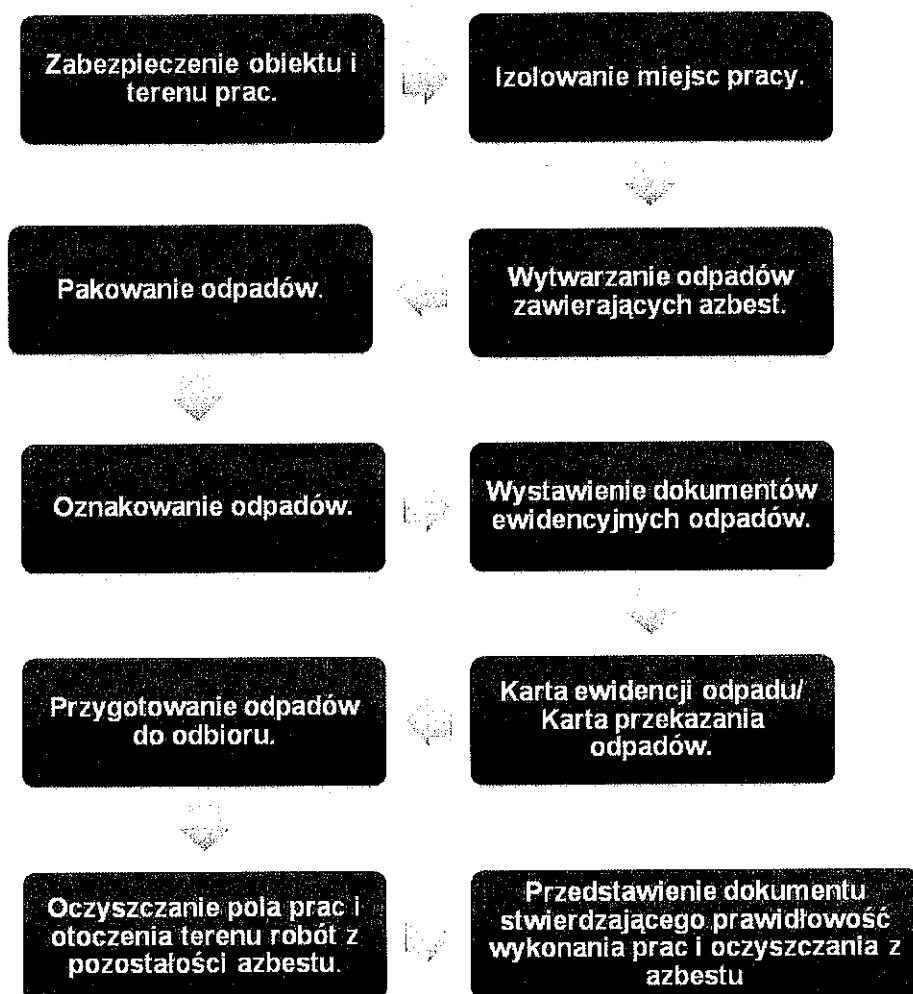 Zabezpieczenie obiektu i
terenu prac.
Izolowanie miejsc pracy.
Wytwarzanie odpadów
zawierających azbest.
Pakowanie odpadów.
Oznakowanie odpadów.
Wystawienie dokumentów
ewidencyjnych odpadów.
Karta ewidencji odpadu/
Karta przekazania
odpadów.
Przygotowanie odpadów
do odbioru.
Oczyszczanie pola prac i
otoczenia terenu robót z
pozostałości azbestu.
Przedstawienie dokumentu
stwierdzającego prawidłowość
wykonania prac i oczyszczania z
azbestu